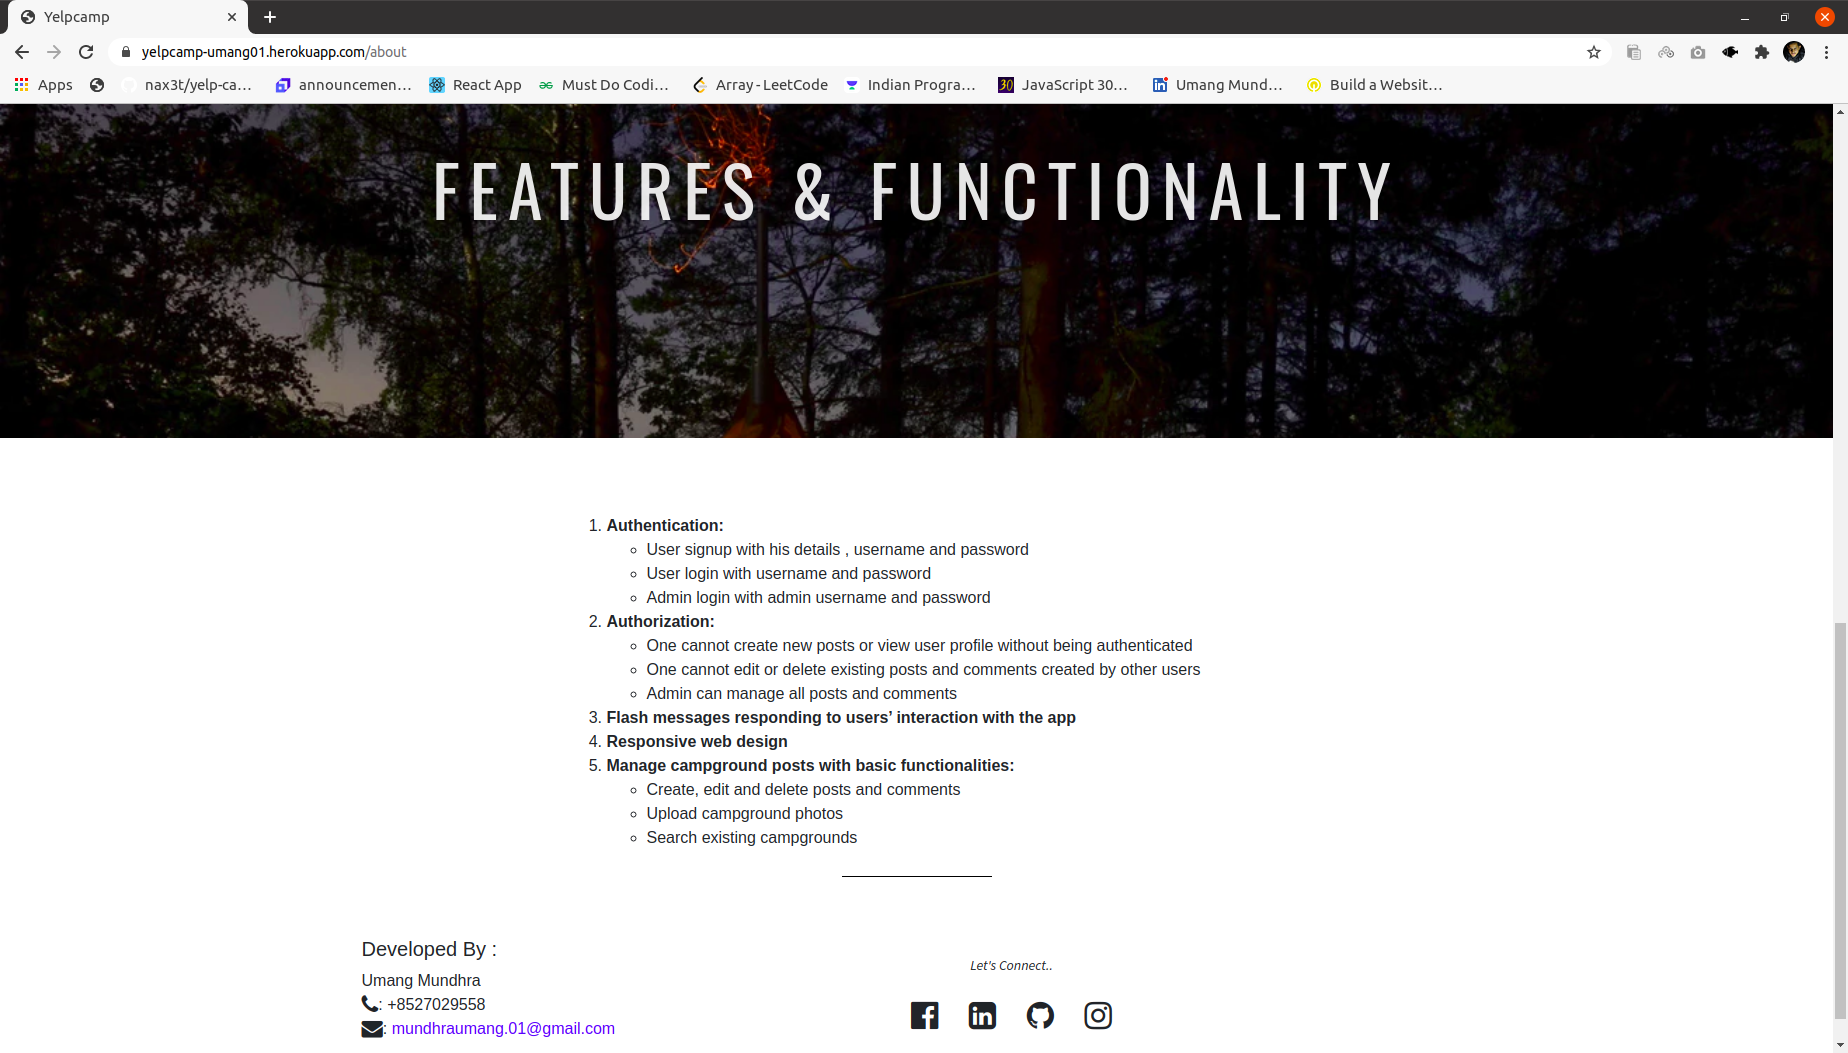 Yelpcamp
yelpcamp-umang01.herokuapp.com/about
Apps
nax3t/yelp-ca…
announcemen…
React App
Must Do Codi…
Array - LeetCode
Indian Progra…
JavaScript 30…
Umang Mund…
Build a Websit…
FEATURES & FUNCTIONALITY
1. Authentication:
User signup with his details , username and password
User login with username and password
Admin login with admin username and password
2. Authorization:
One cannot create new posts or view user profile without being authenticated
One cannot edit or delete existing posts and comments created by other users
Admin can manage all posts and comments
3. Flash messages responding to users’ interaction with the app
4. Responsive web design
5. Manage campground posts with basic functionalities:
Create, edit and delete posts and comments
Upload campground photos
Search existing campgrounds
Developed By :
Umang Mundhra
: +8527029558
: mundhraumang.01@gmail.com
Let's Connect..